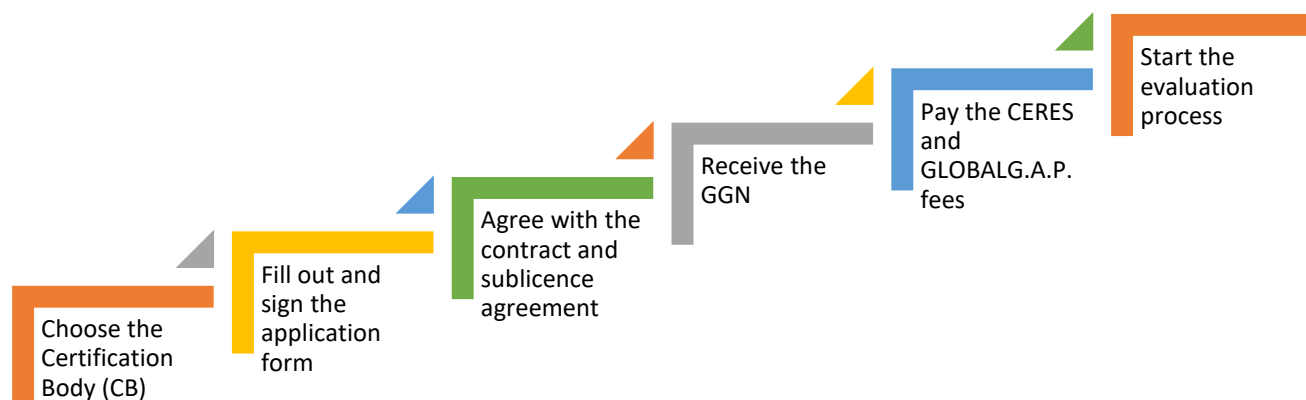 Choose the
Certification
Body (CB)
Fill out and
sign the
application
form
Agree with the
contract and
sublicence
agreement
Receive the
GGN
Pay the CERES
and
GLOBALG.A.P.
fees
Start the
evaluation
process